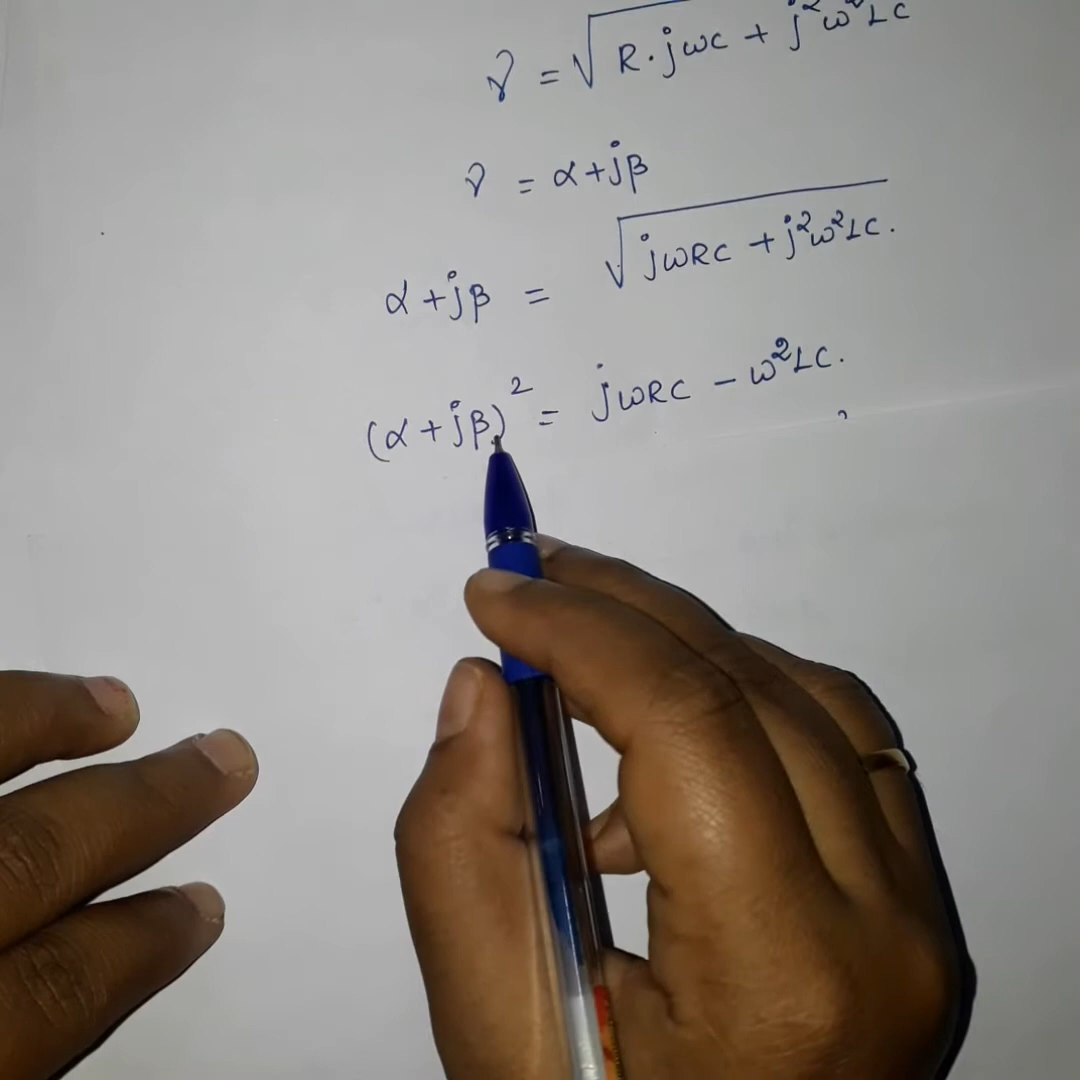 γ = √R.jωC + j²ω²LC
γ = α+jβ
α+jβ = √jωRC + j²ω²LC.
(α+jβ)² = jωRC - ω²LC.